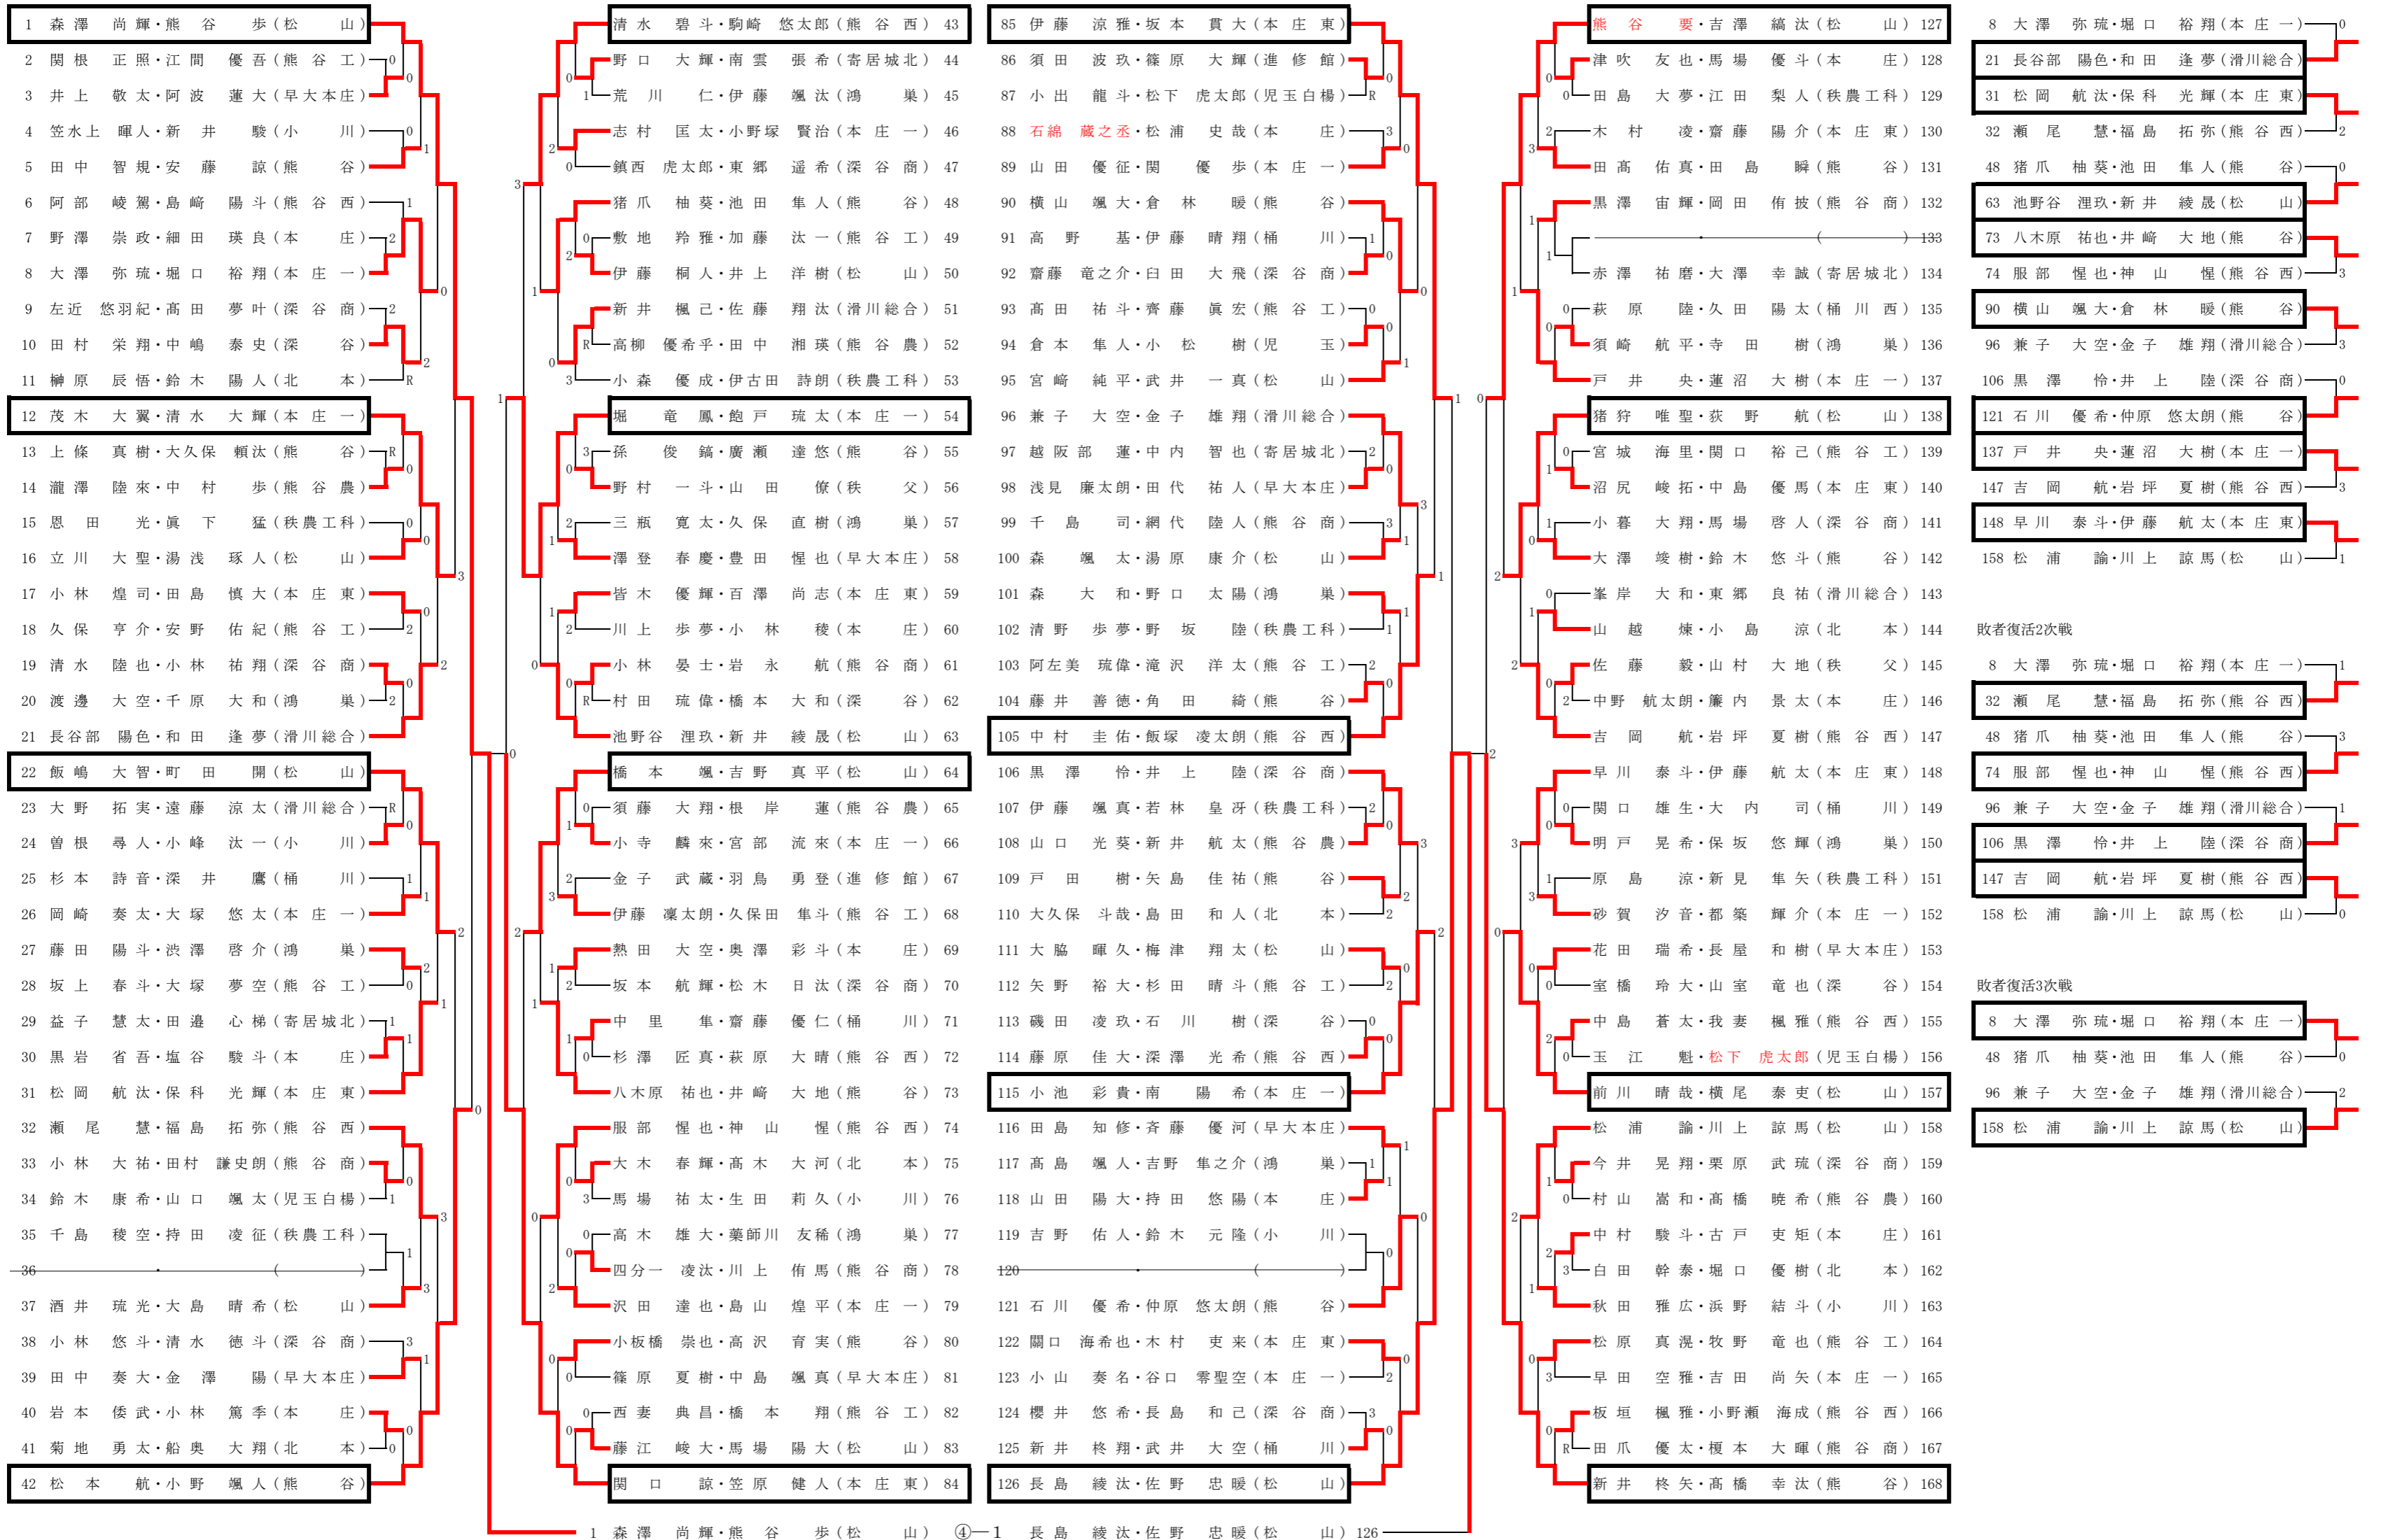 1 森澤 尚輝・熊谷 歩(松山)
2 関根 正照・江間 優吾(熊谷工)
3 井上 敬太・阿波 蓮大(早大本庄)
4 笠水上 暉人・新井 駿(小川)
5 田中 智規・安藤 諒(熊谷)
6 阿部 崚駕・島﨑 陽斗(熊谷西)
7 野澤 崇政・細田 瑛良(本庄)
8 大澤 弥琉・堀口 裕翔(本庄一)
9 左近 悠羽紀・髙田 夢叶(深谷商)
10 田村 栄翔・中嶋 泰史(深谷)
11 榊原 辰悟・鈴木 陽人(北本)
12 茂木 大翼・清水 大輝(本庄一)
13 上條 真樹・大久保 頼汰(熊谷)
14 瀧澤 陸來・中村 歩(熊谷農)
15 恩田 光・眞下 猛(秩農工科)
16 立川 大聖・湯浅 琢人(松山)
17 小林 煌司・田島 慎大(本庄東)
18 久保 亨介・安野 佑紀(熊谷工)
19 清水 陸也・小林 祐翔(深谷商)
20 渡邊 大空・千原 大和(鴻巣)
21 長谷部 陽色・和田 逢夢(滑川総合)
22 飯嶋 大智・町田 開(松山)
23 大野 拓実・遠藤 涼太(滑川総合)
24 曽根 尋人・小峰 汰一(小川)
25 杉本 詩音・深井 鷹(桶川)
26 岡崎 奏太・大塚 悠太(本庄一)
27 藤田 陽斗・渋澤 啓介(鴻巣)
28 坂上 春斗・大塚 夢空(熊谷工)
29 益子 慧太・田邉 心梯(寄居城北)
30 黒岩 省吾・塩谷 駿斗(本庄)
31 松岡 航汰・保科 光輝(本庄東)
32 瀬尾 慧・福島 拓弥(熊谷西)
33 小林 大祐・田村 謙史朗(熊谷商)
34 鈴木 康希・山口 颯太(児玉白楊)
35 千島 稜空・持田 凌征(秩農工科)
36 ・( )
37 酒井 琉光・大島 晴希(松山)
38 小林 悠斗・清水 徳斗(深谷商)
39 田中 奏大・金澤 陽(早大本庄)
40 岩本 倭武・小林 篤季(本庄)
41 菊地 勇太・船奥 大翔(北本)
42 松本 航・小野 颯人(熊谷)
清水 碧斗・駒崎 悠太郎(熊谷西) 43
野口 大輝・南雲 張希(寄居城北) 44
荒川 仁・伊藤 颯汰(鴻巣) 45
志村 匡太・小野塚 賢治(本庄一) 46
鎮西 虎太郎・東郷 遥希(深谷商) 47
猪爪 柚葵・池田 隼人(熊谷) 48
敷地 羚雅・加藤 汰一(熊谷工) 49
伊藤 桐人・井上 洋樹(松山) 50
新井 楓己・佐藤 翔汰(滑川総合) 51
高柳 優希乎・田中 湘瑛(熊谷農) 52
小森 優成・伊古田 詩朗(秩農工科) 53
堀 竜鳳・飽戸 琉太(本庄一) 54
孫 俊鎬・廣瀬 達悠(熊谷) 55
野村 一斗・山田 僚(秩父) 56
三瓶 寛太・久保 直樹(鴻巣) 57
澤登 春慶・豊田 惺也(早大本庄) 58
皆木 優輝・百澤 尚志(本庄東) 59
川上 歩夢・小林 稜(本庄) 60
小林 晏士・岩永 航(熊谷商) 61
村田 琉偉・橋本 大和(深谷) 62
池野谷 浬玖・新井 綾晟(松山) 63
橋本 颯・吉野 真平(松山) 64
須藤 大翔・根岸 蓮(熊谷農) 65
小寺 麟來・宮部 流來(本庄一) 66
金子 武蔵・羽鳥 勇登(進修館) 67
伊藤 凜太朗・久保田 隼斗(熊谷工) 68
熱田 大空・奥澤 彩斗(本庄) 69
坂本 航輝・松木 日汰(深谷商) 70
中里 隼・齋藤 優仁(桶川) 71
杉澤 匠真・萩原 大晴(熊谷西) 72
八木原 祐也・井﨑 大地(熊谷) 73
服部 惺也・神山 惺(熊谷西) 74
大木 春輝・髙木 大河(北本) 75
馬場 祐太・生田 莉久(小川) 76
高木 雄大・薬師川 友稀(鴻巣) 77
四分一 凌汰・川上 侑馬(熊谷商) 78
沢田 達也・島山 煌平(本庄一) 79
小板橋 崇也・高沢 育実(熊谷) 80
篠原 夏樹・中島 颯真(早大本庄) 81
西妻 典昌・橋本 翔(熊谷工) 82
藤江 崚大・馬場 陽大(松山) 83
関口 諒・笠原 健人(本庄東) 84
85 伊藤 涼雅・坂本 貫大(本庄東)
86 須田 波玖・篠原 大輝(進修館)
87 小出 龍斗・松下 虎太郎(児玉白楊)
88 石綿 蔵之丞・松浦 史哉(本庄)
89 山田 優征・関 優歩(本庄一)
90 横山 颯大・倉林 暖(熊谷)
91 高野 基・伊藤 晴翔(桶川)
92 齋藤 竜之介・臼田 大飛(深谷商)
93 髙田 祐斗・齊藤 眞宏(熊谷工)
94 倉本 隼人・小松 樹(児玉)
95 宮﨑 純平・武井 一真(松山)
96 兼子 大空・金子 雄翔(滑川総合)
97 越阪部 蓮・中内 智也(寄居城北)
98 浅見 廉太朗・田代 祐人(早大本庄)
99 千島 司・網代 陸人(熊谷商)
100 森 颯太・湯原 康介(松山)
101 森 大和・野口 太陽(鴻巣)
102 清野 歩夢・野坂 陸(秩農工科)
103 阿左美 琉偉・滝沢 洋太(熊谷工)
104 藤井 善徳・角田 綺(熊谷)
105 中村 圭佑・飯塚 凌太朗(熊谷西)
106 黒澤 怜・井上 陸(深谷商)
107 伊藤 颯真・若林 皇冴(秩農工科)
108 山口 光葵・新井 航太(熊谷農)
109 戸田 樹・矢島 佳祐(熊谷)
110 大久保 斗哉・島田 和人(北本)
111 大脇 暉久・梅津 翔太(松山)
112 矢野 裕大・杉田 晴斗(熊谷工)
113 磯田 凌玖・石川 樹(深谷)
114 藤原 佳大・深澤 光希(熊谷西)
115 小池 彩貴・南 陽希(本庄一)
116 田島 知修・斉藤 優河(早大本庄)
117 髙島 颯人・吉野 隼之介(鴻巣)
118 山田 陽大・持田 悠陽(本庄)
119 吉野 佑人・鈴木 元隆(小川)
120 ・( )
121 石川 優希・仲原 悠太朗(熊谷)
122 關口 海希也・木村 吏来(本庄東)
123 小山 奏名・谷口 零聖空(本庄一)
124 櫻井 悠希・長島 和己(深谷商)
125 新井 柊翔・武井 大空(桶川)
126 長島 綾汰・佐野 忠暖(松山)
熊谷 要・吉澤 縞汰(松山) 127
津吹 友也・馬場 優斗(本庄) 128
田島 大夢・江田 梨人(秩農工科) 129
木村 凌・齋藤 陽介(本庄東) 130
田髙 佑真・田島 瞬(熊谷) 131
黒澤 宙輝・岡田 侑披(熊谷商) 132
・( ) 133
赤澤 祐磨・大澤 幸誠(寄居城北) 134
萩原 陸・久田 陽太(桶川西) 135
須崎 航平・寺田 樹(鴻巣) 136
戸井 央・蓮沼 大樹(本庄一) 137
猪狩 唯聖・荻野 航(松山) 138
宮城 海里・関口 裕己(熊谷工) 139
沼尻 峻拓・中島 優馬(本庄東) 140
小暮 大翔・馬場 啓人(深谷商) 141
大澤 竣樹・鈴木 悠斗(熊谷) 142
峯岸 大和・東郷 良祐(滑川総合) 143
山越 煉・小島 涼(北本) 144
佐藤 毅・山村 大地(秩父) 145
中野 航太朗・簾内 景太(本庄) 146
吉岡 航・岩坪 夏樹(熊谷西) 147
早川 泰斗・伊藤 航太(本庄東) 148
関口 雄生・大内 司(桶川) 149
明戸 晃希・保坂 悠輝(鴻巣) 150
原島 涼・新見 隼矢(秩農工科) 151
砂賀 汐音・都築 輝介(本庄一) 152
花田 瑞希・長屋 和樹(早大本庄) 153
室橋 玲大・山室 竜也(深谷) 154
中島 蒼太・我妻 楓雅(熊谷西) 155
玉江 魁・松下 虎太郎(児玉白楊) 156
前川 晴哉・横尾 泰吏(松山) 157
松浦 諭・川上 諒馬(松山) 158
今井 晃翔・栗原 武琉(深谷商) 159
村山 嵩和・髙橋 暁希(熊谷農) 160
中村 駿斗・古戸 吏矩(本庄) 161
白田 幹泰・堀口 優樹(北本) 162
秋田 雅広・浜野 結斗(小川) 163
松原 真滉・牧野 竜也(熊谷工) 164
早田 空雅・吉田 尚矢(本庄一) 165
板垣 楓雅・小野瀬 海成(熊谷西) 166
田爪 優太・榎本 大暉(熊谷商) 167
新井 柊矢・髙橋 幸汰(熊谷) 168
1 森澤 尚輝・熊谷 歩(松山) ④―1 長島 綾汰・佐野 忠暖(松山) 126
8 大澤 弥琉・堀口 裕翔(本庄一) 0
21 長谷部 陽色・和田 逢夢(滑川総合)
31 松岡 航汰・保科 光輝(本庄東)
32 瀬尾 慧・福島 拓弥(熊谷西) 2
48 猪爪 柚葵・池田 隼人(熊谷) 0
63 池野谷 浬玖・新井 綾晟(松山)
73 八木原 祐也・井﨑 大地(熊谷)
74 服部 惺也・神山 惺(熊谷西) 3
90 横山 颯大・倉林 暖(熊谷)
96 兼子 大空・金子 雄翔(滑川総合) 3
106 黒澤 怜・井上 陸(深谷商) 0
121 石川 優希・仲原 悠太朗(熊谷)
137 戸井 央・蓮沼 大樹(本庄一)
147 吉岡 航・岩坪 夏樹(熊谷西) 3
148 早川 泰斗・伊藤 航太(本庄東)
158 松浦 諭・川上 諒馬(松山) 1
敗者復活2次戦
8 大澤 弥琉・堀口 裕翔(本庄一) 1
32 瀬尾 慧・福島 拓弥(熊谷西)
48 猪爪 柚葵・池田 隼人(熊谷) 3
74 服部 惺也・神山 惺(熊谷西)
96 兼子 大空・金子 雄翔(滑川総合) 1
106 黒澤 怜・井上 陸(深谷商)
147 吉岡 航・岩坪 夏樹(熊谷西)
158 松浦 諭・川上 諒馬(松山) 0
敗者復活3次戦
8 大澤 弥琉・堀口 裕翔(本庄一)
48 猪爪 柚葵・池田 隼人(熊谷) 0
96 兼子 大空・金子 雄翔(滑川総合) 2
158 松浦 諭・川上 諒馬(松山)